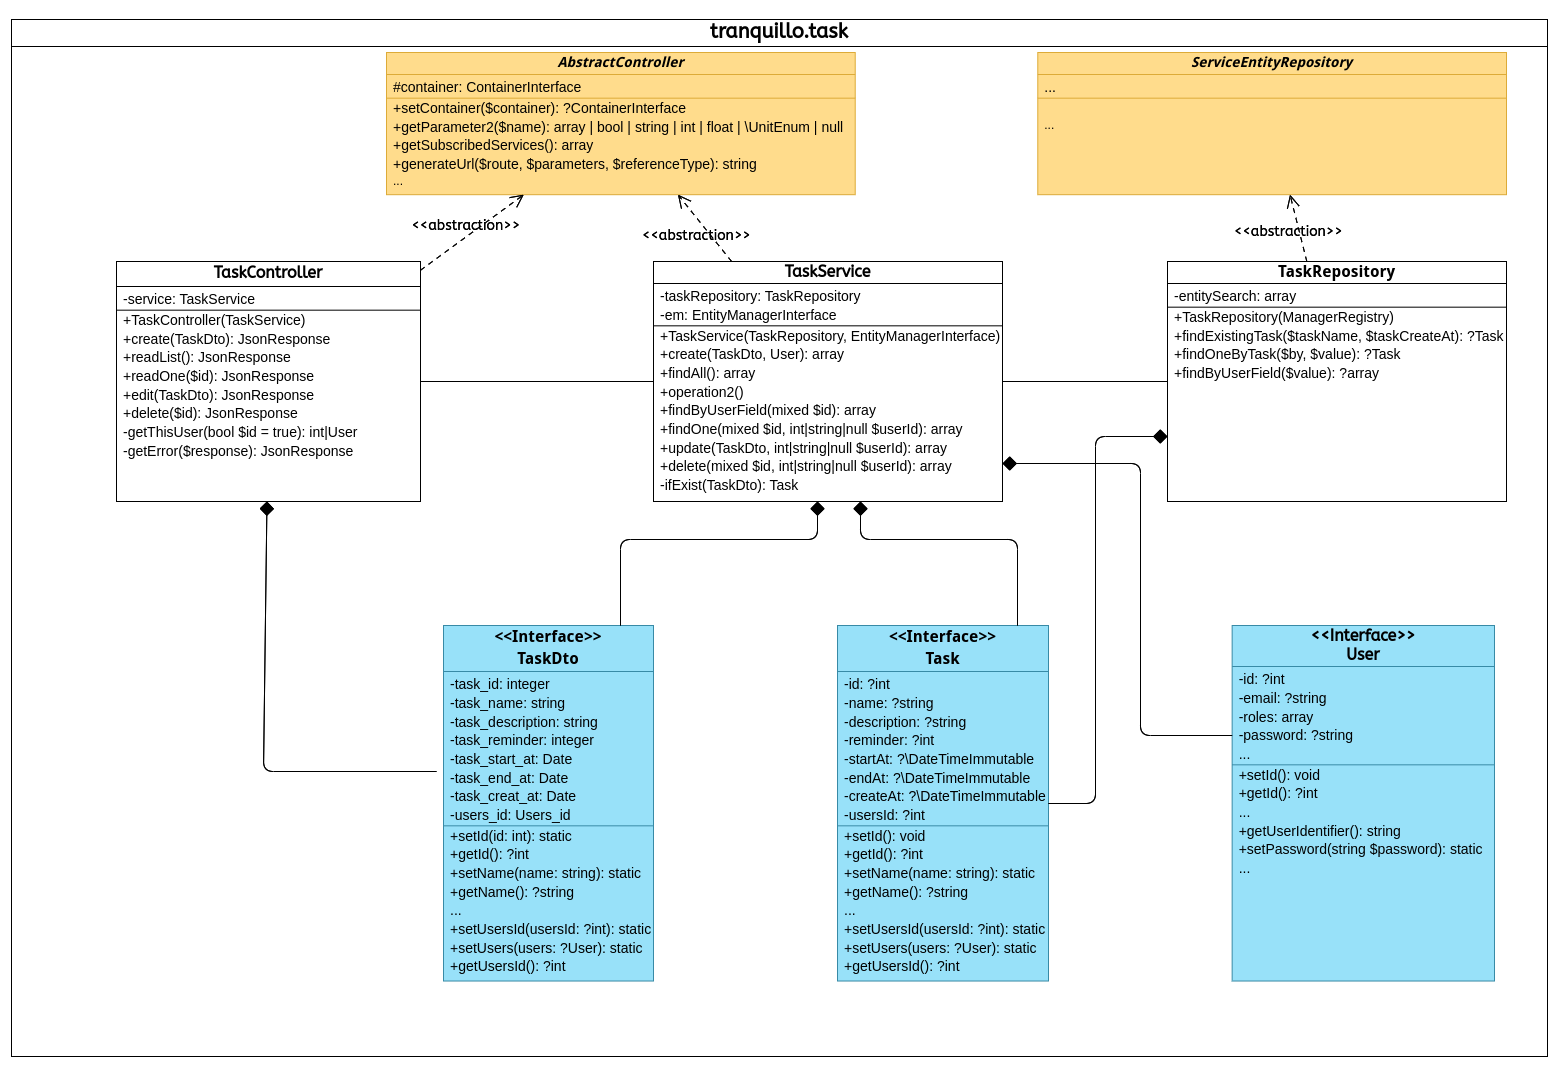 tranquillo.task
AbstractController
#container: ContainerInterface
+setContainer($container): ?ContainerInterface
+getParameter2($name): array | bool | string | int | float | \UnitEnum | null
+getSubscribedServices(): array
+generateUrl($route, $parameters, $referenceType): string
...
ServiceEntityRepository
...
...
<<abstraction>>
<<abstraction>>
<<abstraction>>
TaskController
-service: TaskService
+TaskController(TaskService)
+create(TaskDto): JsonResponse
+readList(): JsonResponse
+readOne($id): JsonResponse
+edit(TaskDto): JsonResponse
+delete($id): JsonResponse
-getThisUser(bool $id = true): int|User
-getError($response): JsonResponse
TaskService
-taskRepository: TaskRepository
-em: EntityManagerInterface
+TaskService(TaskRepository, EntityManagerInterface)
+create(TaskDto, User): array
+findAll(): array
+operation2()
+findByUserField(mixed $id): array
+findOne(mixed $id, int|string|null $userId): array
+update(TaskDto, int|string|null $userId): array
+delete(mixed $id, int|string|null $userId): array
-ifExist(TaskDto): Task
TaskRepository
-entitySearch: array
+TaskRepository(ManagerRegistry)
+findExistingTask($taskName, $taskCreateAt): ?Task
+findOneByTask($by, $value): ?Task
+findByUserField($value): ?array
<<Interface>>
TaskDto
-task_id: integer
-task_name: string
-task_description: string
-task_reminder: integer
-task_start_at: Date
-task_end_at: Date
-task_creat_at: Date
-users_id: Users_id
+setId(id: int): static
+getId(): ?int
+setName(name: string): static
+getName(): ?string
...
+setUsersId(usersId: ?int): static
+setUsers(users: ?User): static
+getUsersId(): ?int
<<Interface>>
Task
-id: ?int
-name: ?string
-description: ?string
-reminder: ?int
-startAt: ?\DateTimeImmutable
-endAt: ?\DateTimeImmutable
-createAt: ?\DateTimeImmutable
-usersId: ?int
+setId(): void
+getId(): ?int
+setName(name: string): static
+getName(): ?string
...
+setUsersId(usersId: ?int): static
+setUsers(users: ?User): static
+getUsersId(): ?int
<<Interface>>
User
-id: ?int
-email: ?string
-roles: array
-password: ?string
...
+setId(): void
+getId(): ?int
...
+getUserIdentifier(): string
+setPassword(string $password): static
...